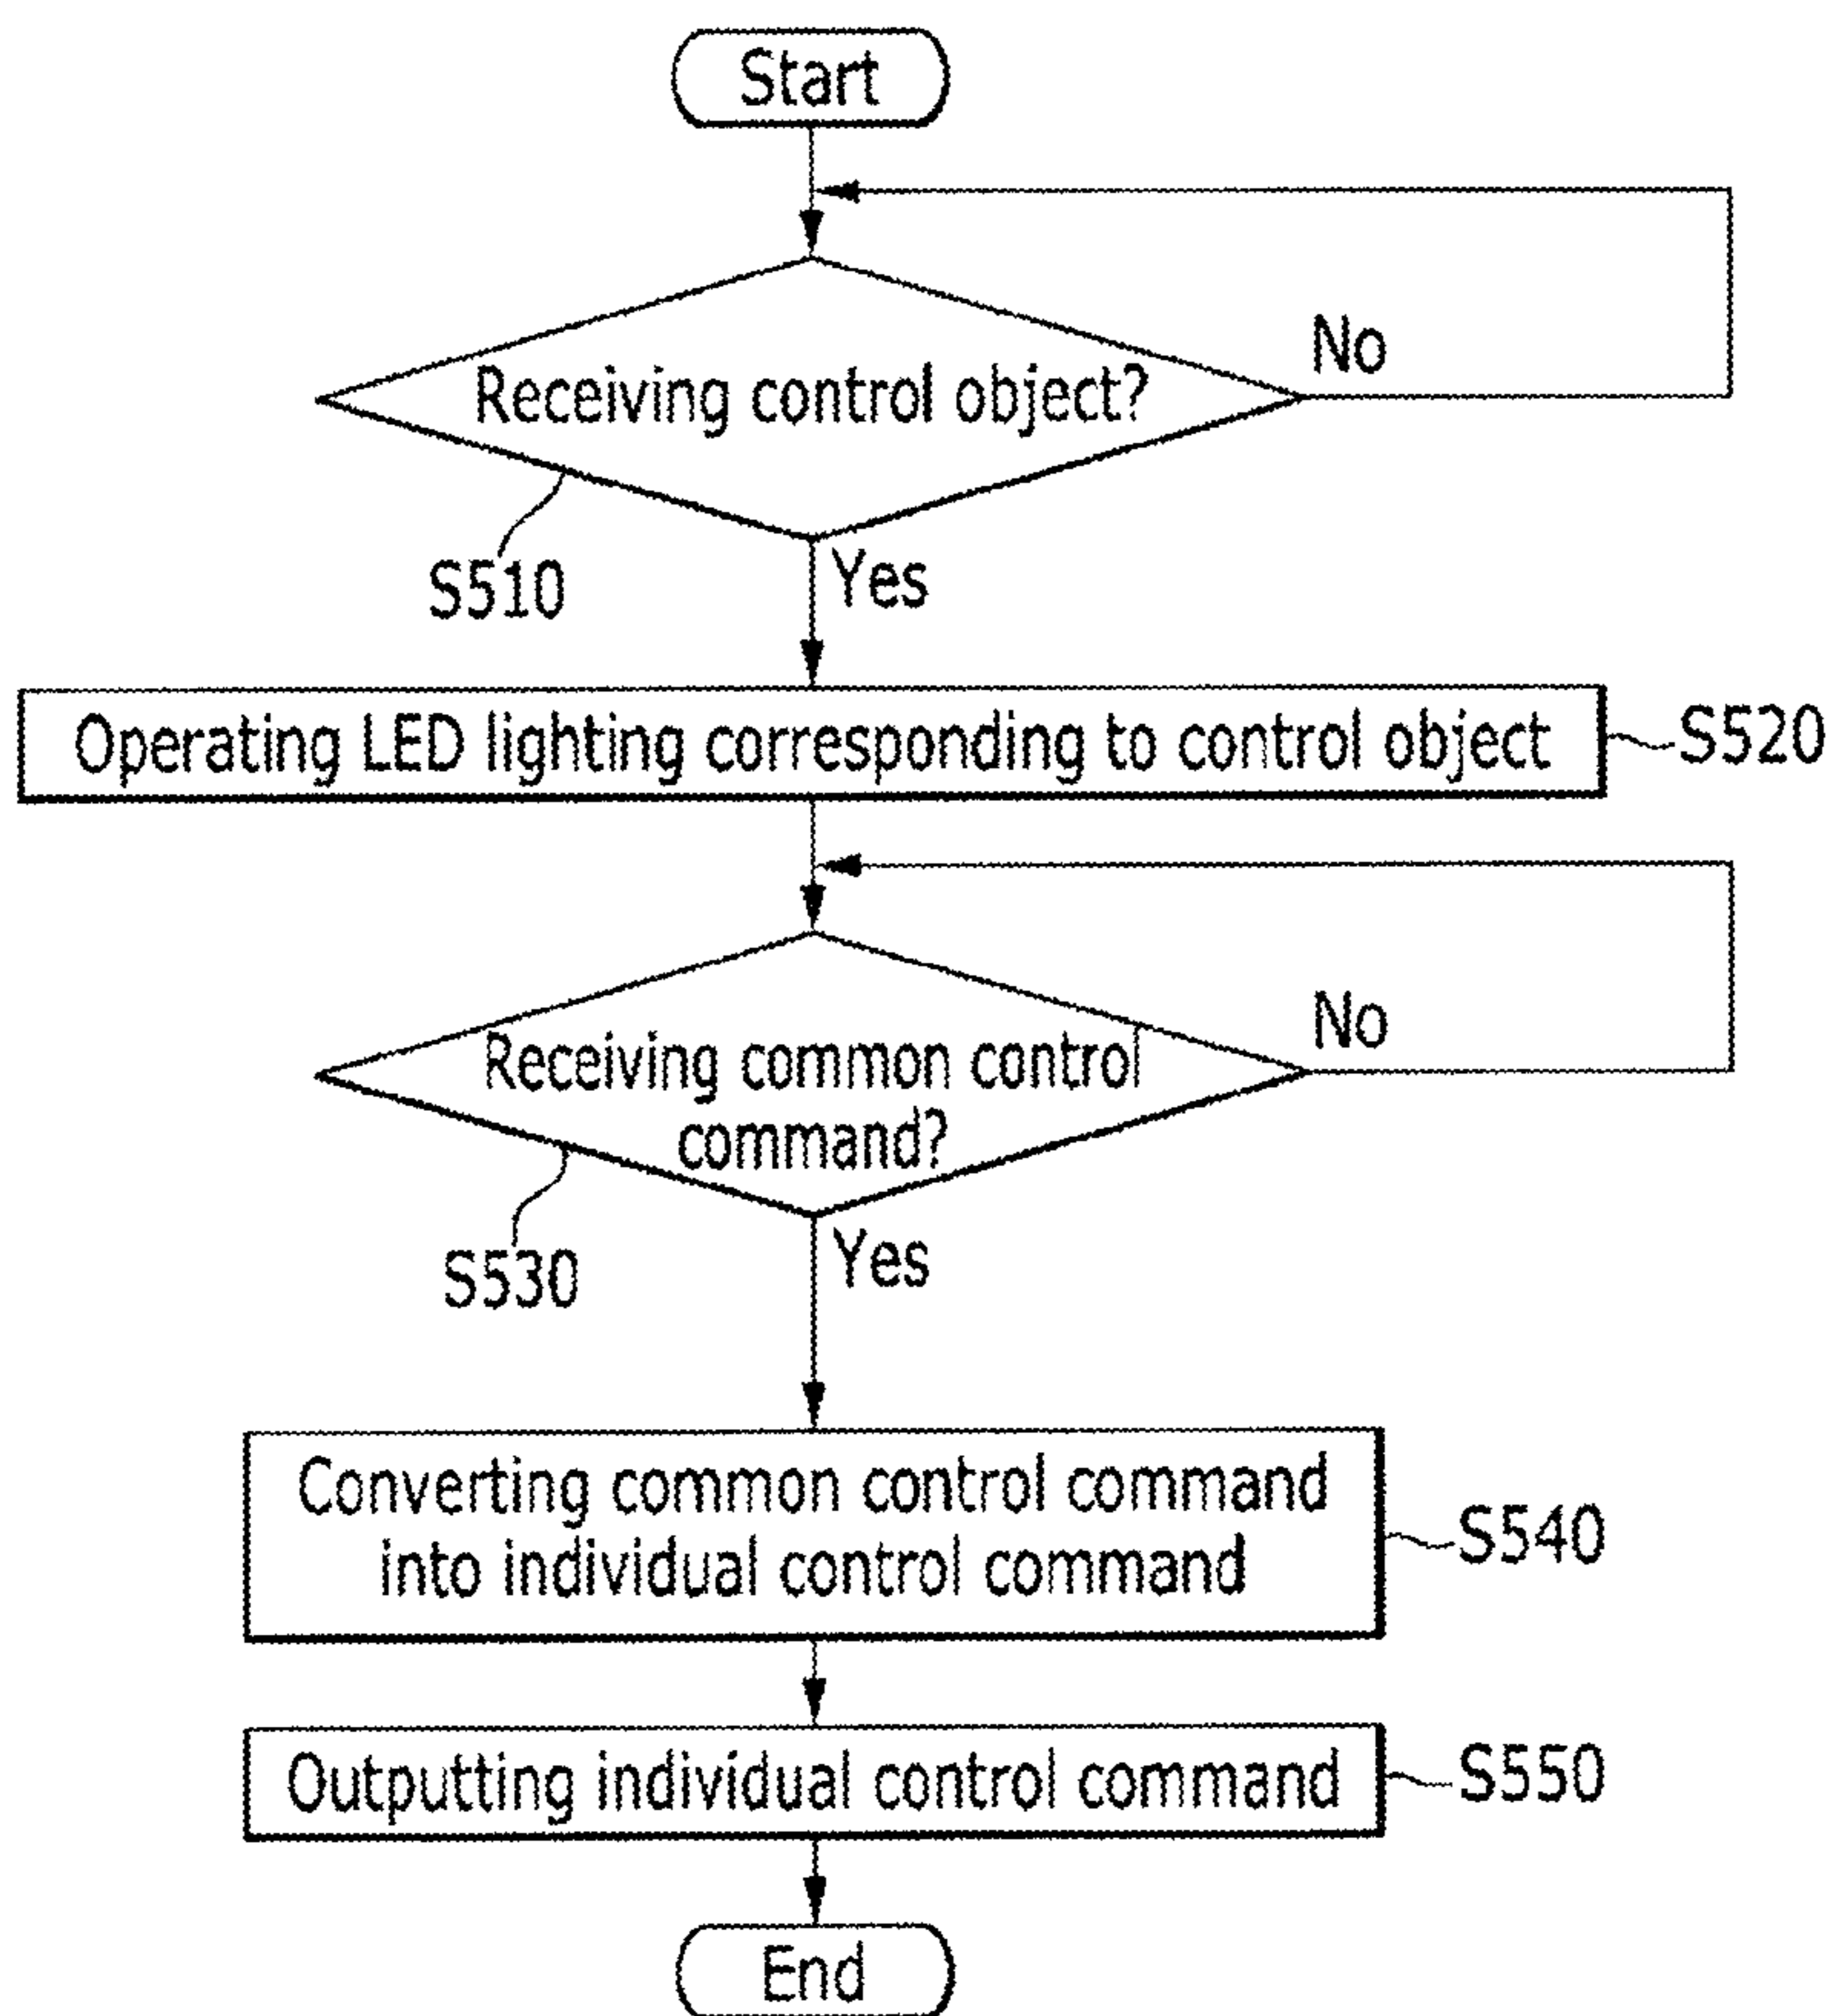 Start
No
Receiving control object?
S510
Yes
Operating LED lighting corresponding to control object
S520
No
Receiving common control
command?
S530
Yes
Converting common control command
into individual control command
S540
Outputting individual control command
S550
End